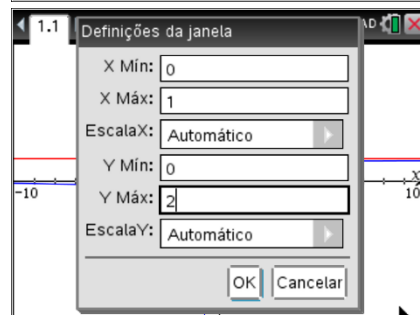 1.1
AD
Definições da janela
X Mín: 0
X Máx: 1
EscalaX: Automático
Y Mín: 0
Y Máx: 2
EscalaY: Automático
OK Cancelar
-10
x
10